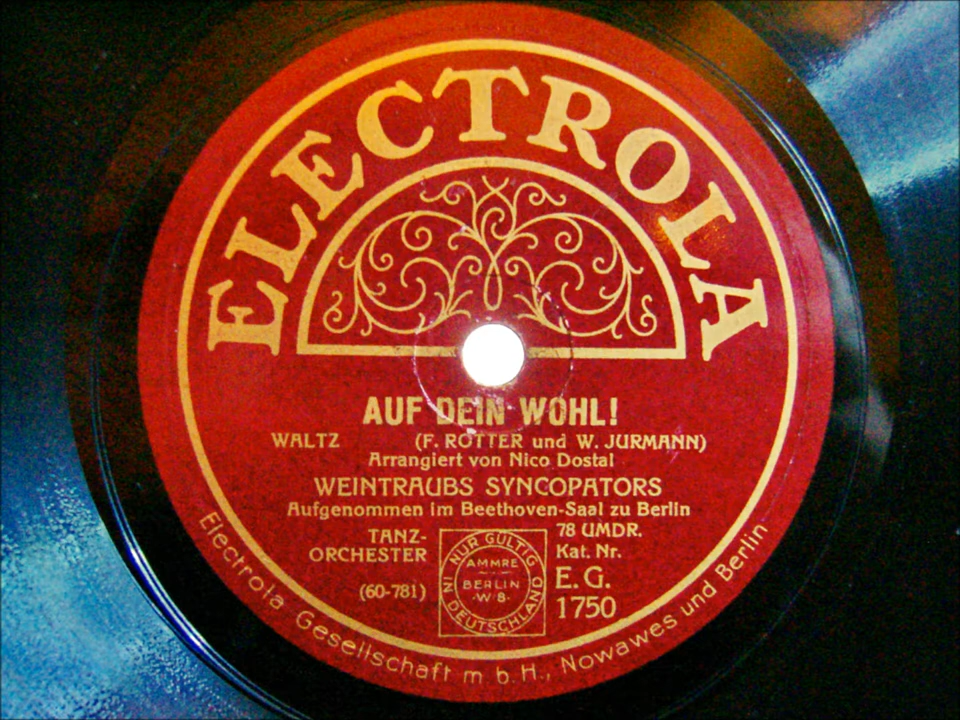 ELECTROLA
AUF DEIN WOHL!
WALTZ (F. ROTTER und W. JURMANN)
Arrangiert von Nico Dostal
WEINTRAUBS SYNCOPATORS
Aufgenommen im Beethoven-Saal zu Berlin
TANZ-
ORCHESTER
(60-781)
NUR GÜLTIG
IN DEUTSCHLAND
AMMRE
BERLIN
·W8·
78 UMDR.
Kat. Nr.
E.G.
1750
Electrola Gesellschaft m.b.H., Nowawes und Berlin